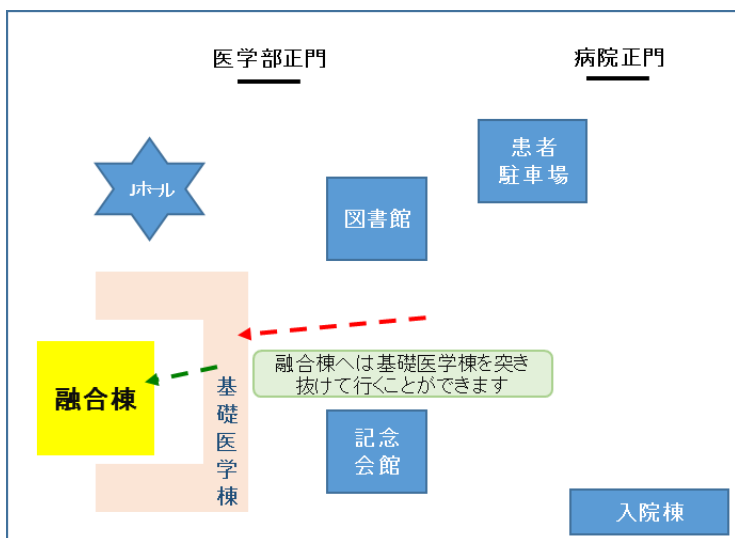 医学部正門
病院正門
患者
駐車場
Jホール
図書館
融合棟へは基礎医学棟を突き
抜けて行くことができます
融合棟
基礎医学棟
記念
会館
入院棟